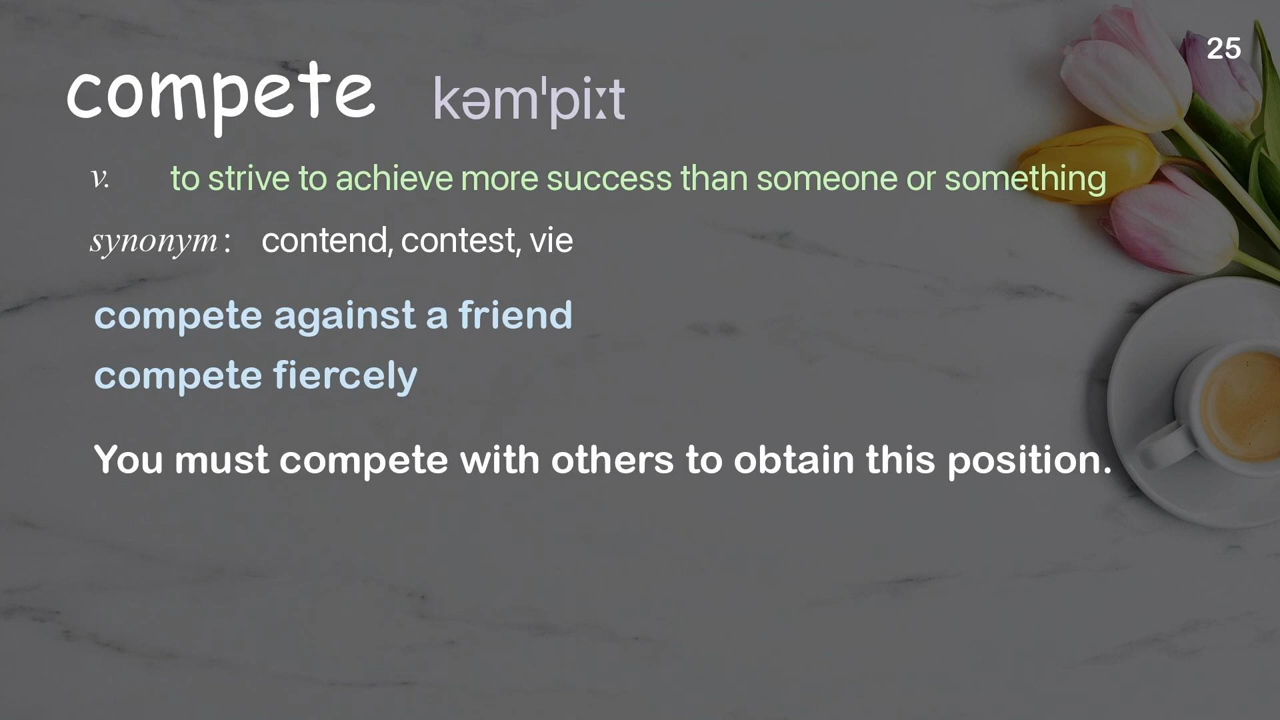 25
compete kəmˈpiːt
v. to strive to achieve more success than someone or something
synonym: contend, contest, vie
compete against a friend
compete fiercely
You must compete with others to obtain this position.